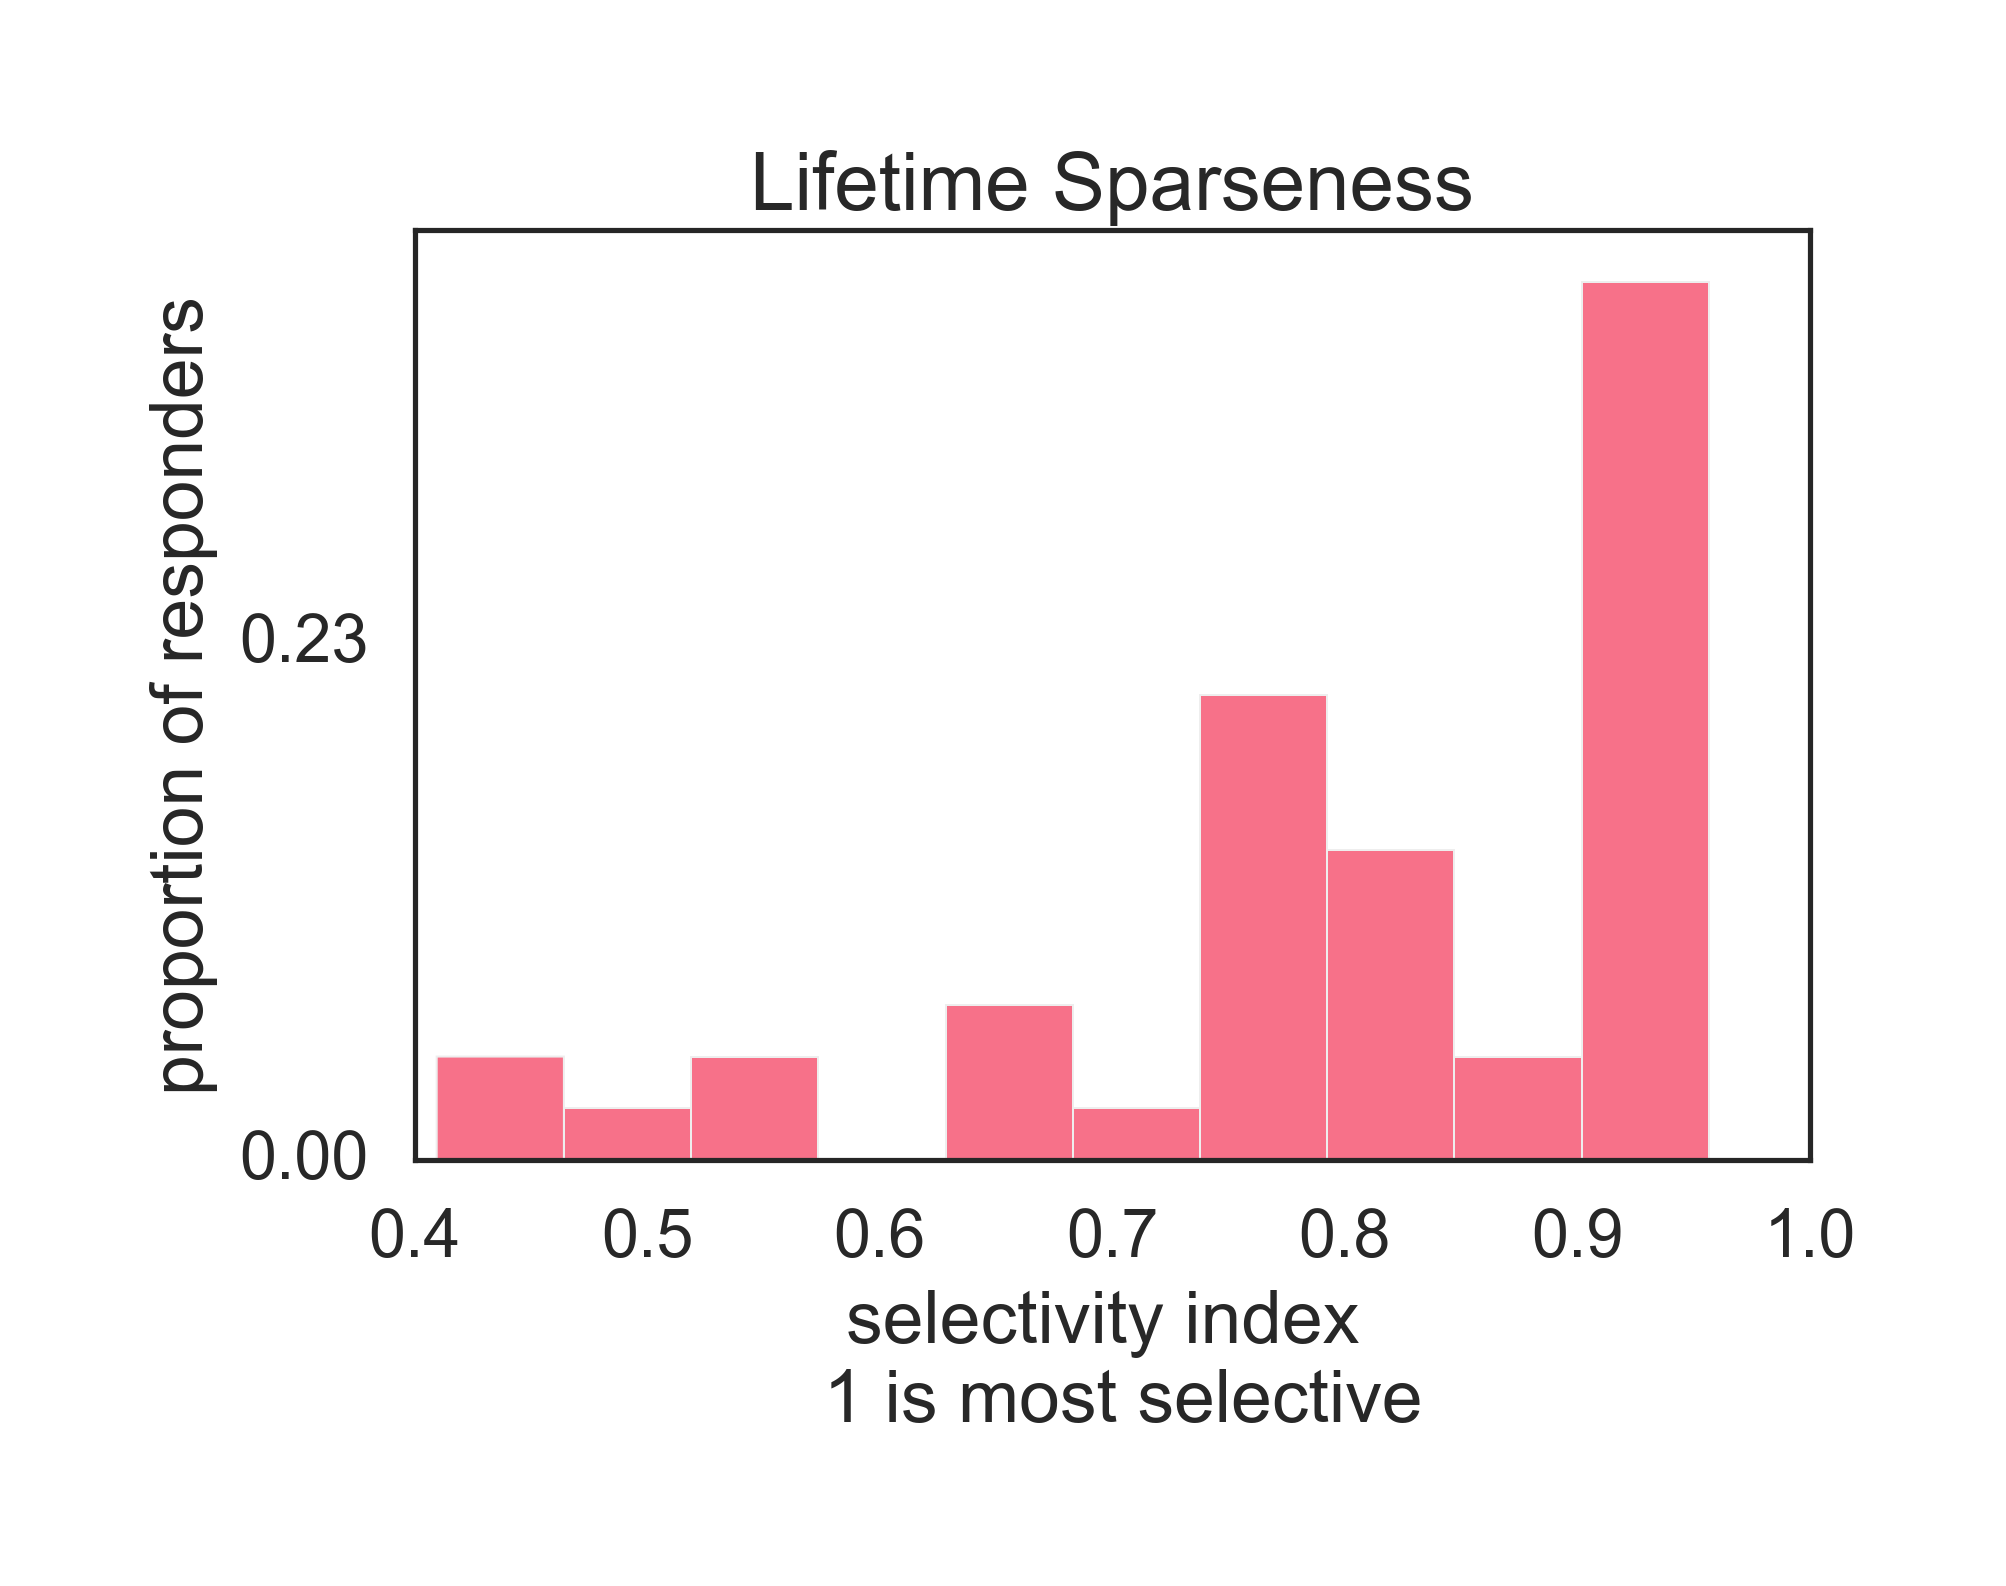 Lifetime Sparseness
proportion of responders
0.23
0.00
0.4 0.5 0.6 0.7 0.8 0.9 1.0
selectivity index
1 is most selective